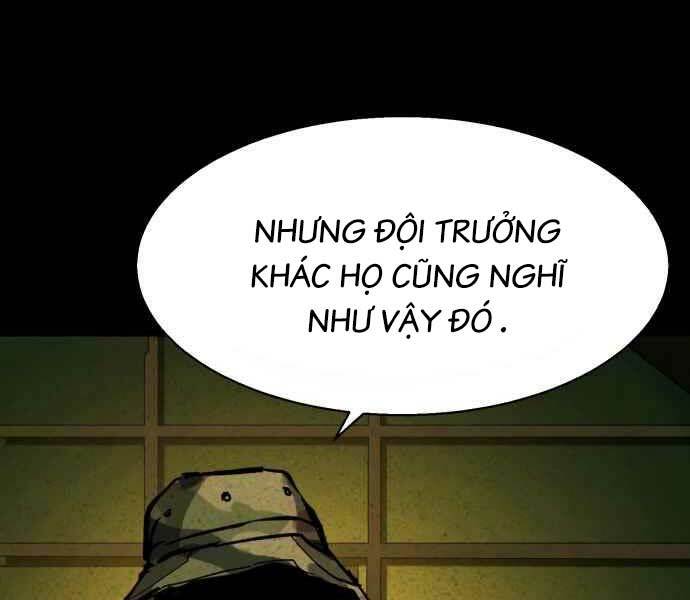 NHƯNG ĐỘI TRƯỞNG
KHÁC HỌ CŨNG NGHĨ
NHƯ VẬY ĐÓ.